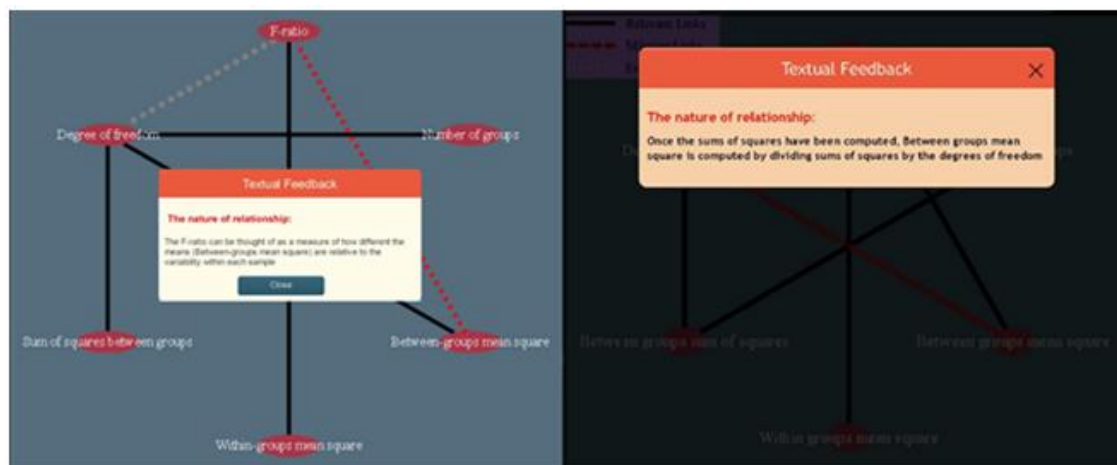 F-ratio
Degree of freedom
Number of groups
Textual Feedback
The nature of relationship:
The F-ratio can be thought of as a measure of how different the
means (Between-groups mean square) are relative to the
variability within each sample
Close
Sum of squares between groups
Between-groups mean square
Within-groups mean square
Relevant Links
Missing Links
Textual Feedback
The nature of relationship:
Once the sums of squares have been computed, Between groups mean
square is computed by dividing sums of squares by the degrees of freedom
Between groups sum of squares
Between groups mean square
Within groups mean square